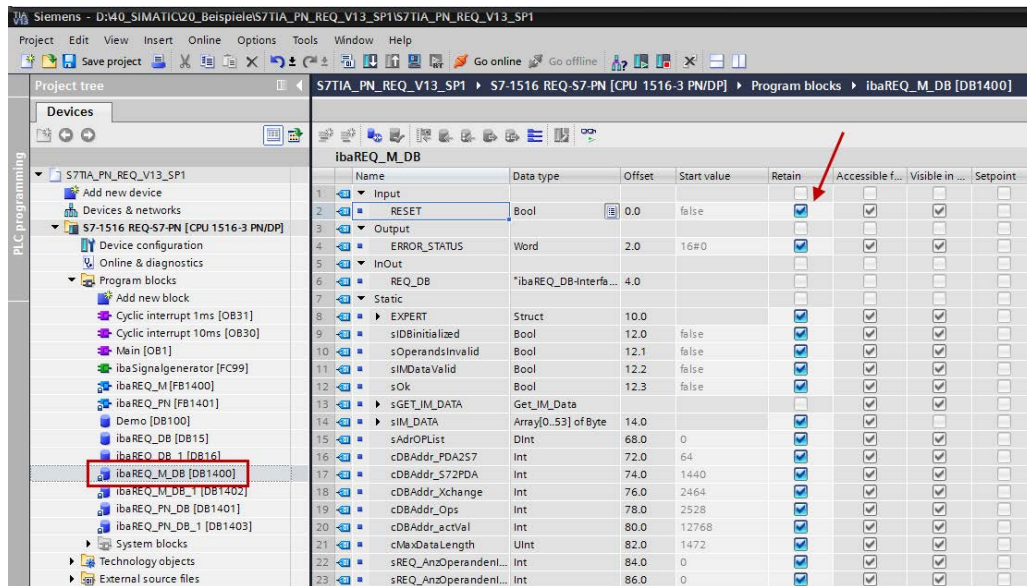 Siemens - D:\40_SIMATIC\20_Beispiele\S7TIA_PN_REQ_V13_SP1\S7TIA_PN_REQ_V13_SP1
Project Edit View Insert Online Options Tools Window Help
Save project Go online Go offline
Project tree
S7TIA_PN_REQ_V13_SP1 S7-1516 REQ-S7-PN [CPU 1516-3 PN/DP] Program blocks ibaREQ_M_DB [DB1400]
Devices
PLC programming
S7TIA_PN_REQ_V13_SP1
Add new device
Devices & networks
S7-1516 REQ-S7-PN [CPU 1516-3 PN/DP]
Device configuration
Online & diagnostics
Program blocks
Add new block
Cyclic interrupt 1ms [OB31]
Cyclic interrupt 10ms [OB30]
Main [OB1]
ibaSignalgenerator [FC99]
ibaREQ_M [FB1400]
ibaREQ_PN [FB1401]
Demo [DB100]
ibaREQ_DB [DB15]
ibaREQ_DB_1 [DB16]
ibaREQ_M_DB [DB1400]
ibaREQ_M_DB_1 [DB1402]
ibaREQ_PN_DB [DB1401]
ibaREQ_PN_DB_1 [DB1403]
System blocks
Technology objects
External source files
ibaREQ_M_DB
Name Data type Offset Start value Retain Accessible f... Visible in ... Setpoint
1 Input
2 RESET Bool 0.0 false
3 Output
4 ERROR_STATUS Word 2.0 16#0
5 InOut
6 REQ_DB "ibaREQ_DB-Interfa... 4.0
7 Static
8 EXPERT Struct 10.0
9 sIDBinitialized Bool 12.0 false
10 sOperandsInvalid Bool 12.1 false
11 sIMDataValid Bool 12.2 false
12 sOk Bool 12.3 false
13 sGET_IM_DATA Get_IM_Data
14 sIM_DATA Array[0..53] of Byte 14.0
15 sAdrOPList DInt 68.0 0
16 cDBAddr_PDA2S7 Int 72.0 64
17 cDBAddr_S72PDA Int 74.0 1440
18 cDBAddr_Xchange Int 76.0 2464
19 cDBAddr_Ops Int 78.0 2528
20 cDBAddr_actVal Int 80.0 12768
21 cMaxDataLength UInt 82.0 1472
22 sREQ_AnzOperandenI... Int 84.0 0
23 sREQ_AnzOperandenI... Int 86.0 0